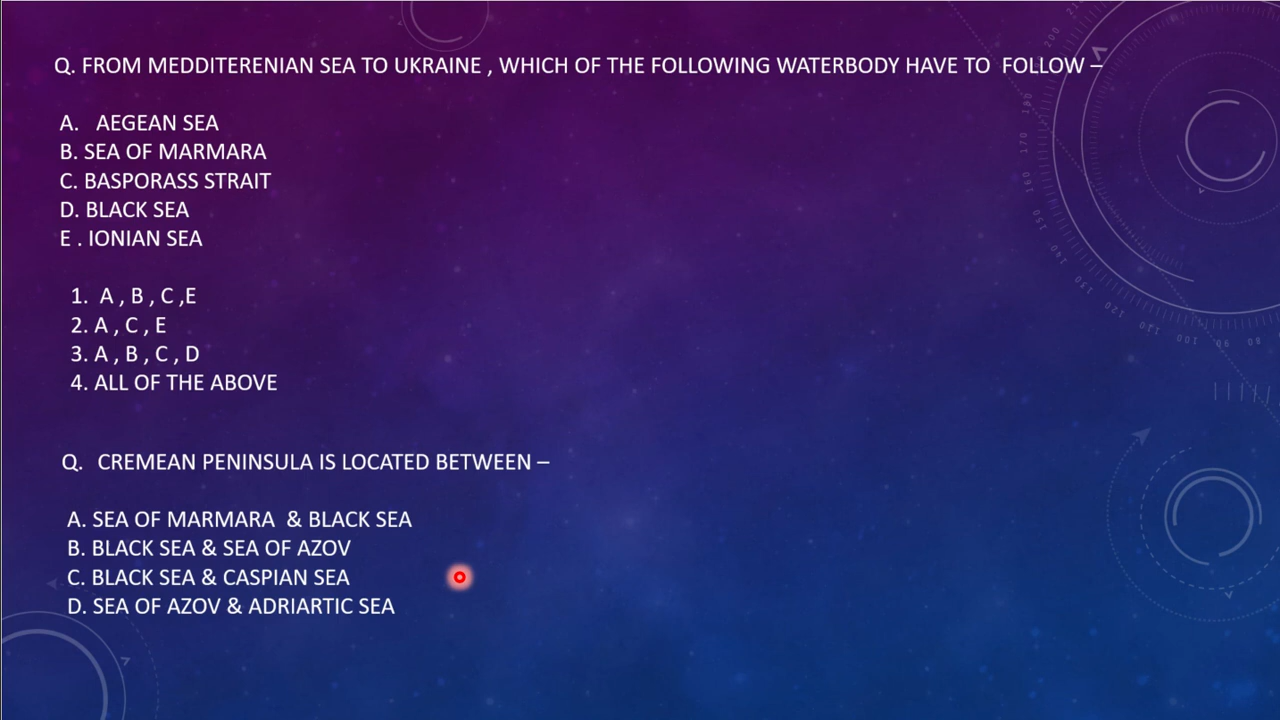 Q. FROM MEDDITERENIAN SEA TO UKRAINE , WHICH OF THE FOLLOWING WATERBODY HAVE TO FOLLOW –
A. AEGEAN SEA
B. SEA OF MARMARA
C. BASPORASS STRAIT
D. BLACK SEA
E . IONIAN SEA
1. A , B , C ,E
2. A , C , E
3. A , B , C , D
4. ALL OF THE ABOVE
Q. CREMEAN PENINSULA IS LOCATED BETWEEN –
A. SEA OF MARMARA & BLACK SEA
B. BLACK SEA & SEA OF AZOV
C. BLACK SEA & CASPIAN SEA
D. SEA OF AZOV & ADRIARTIC SEA